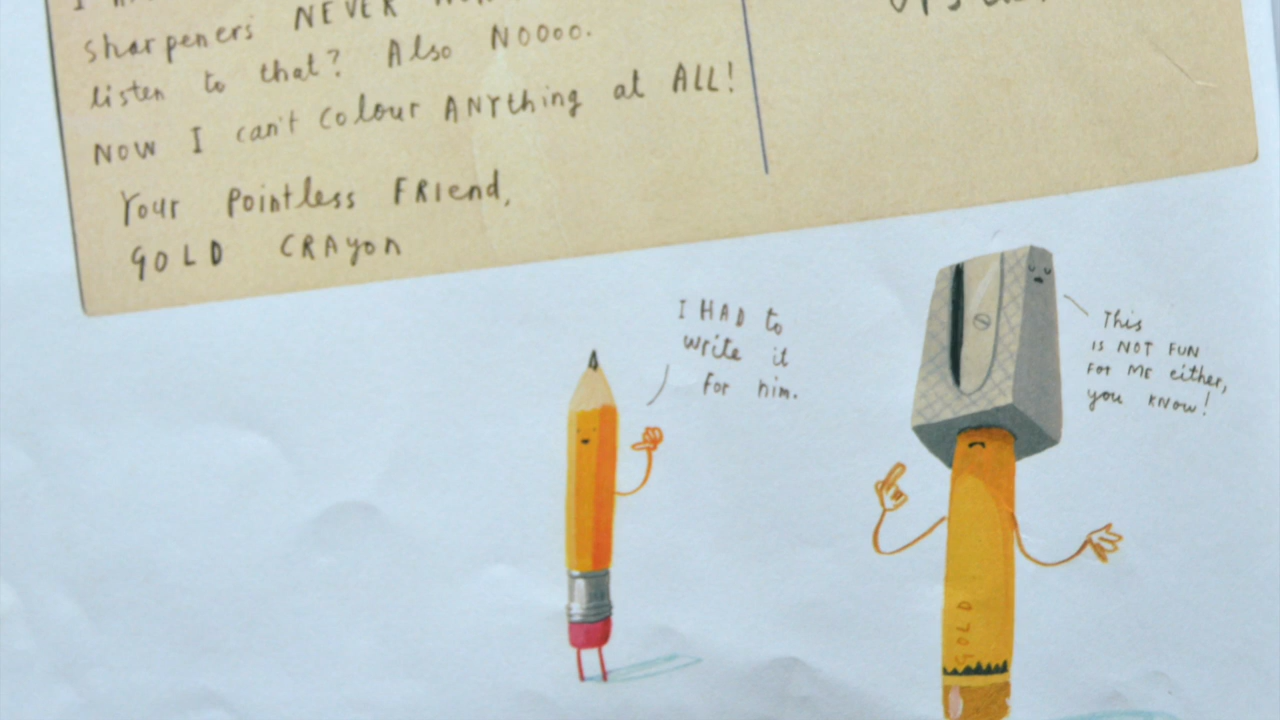 sharpeners NEVER
listen to that? Also NOOoo.
NOW I can't colour ANYthing at ALL!
Your Pointless FRIend,
GOLD CRAyon
I HAD to
write it
for him.
This
IS NOT FUN
FOR ME either,
you KNOW!
GOLD